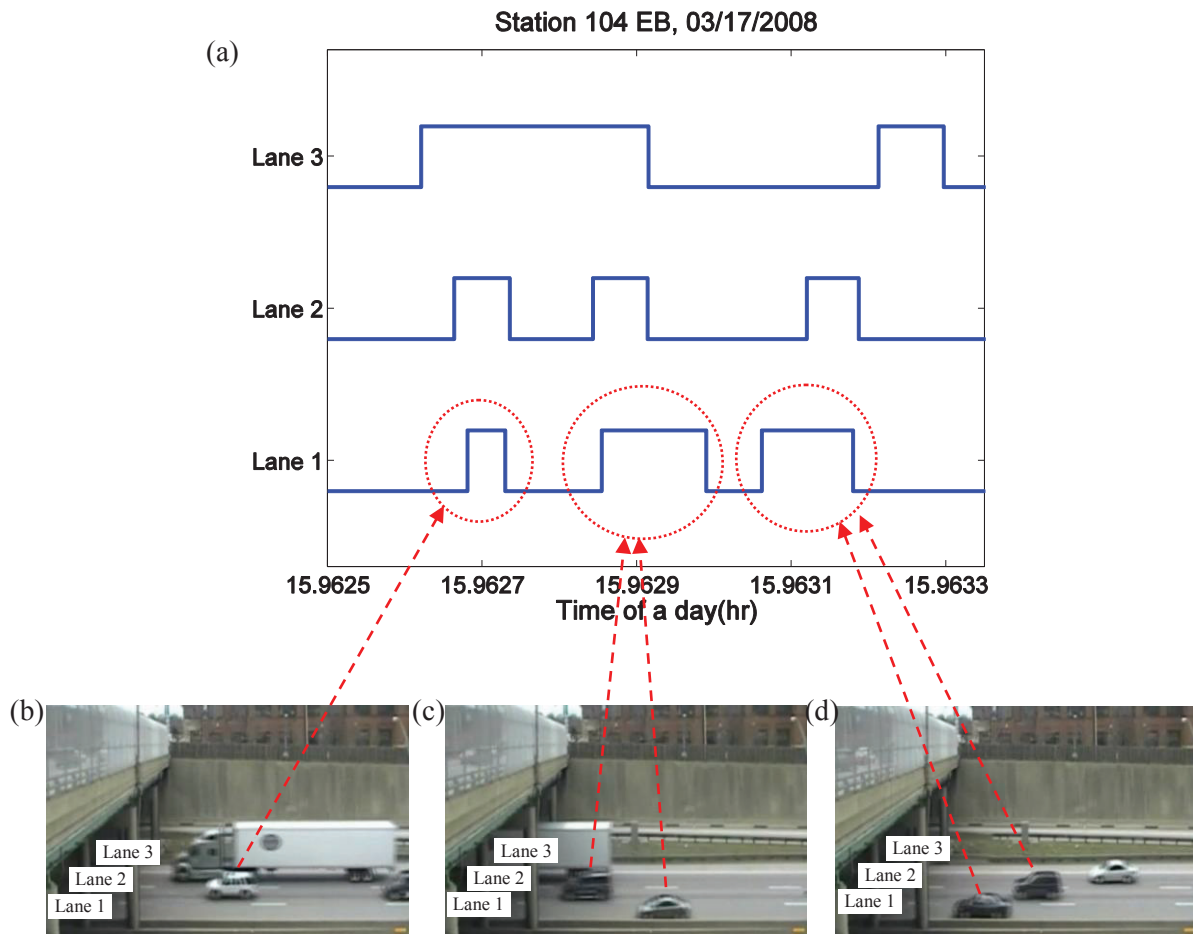 Station 104 EB, 03/17/2008
(a)
Lane 3
Lane 2
Lane 1
15.9625 15.9627 15.9629 15.9631 15.9633
Time of a day(hr)
(b)
Lane 3
Lane 2
Lane 1
(c)
Lane 3
Lane 2
Lane 1
(d)
Lane 3
Lane 2
Lane 1